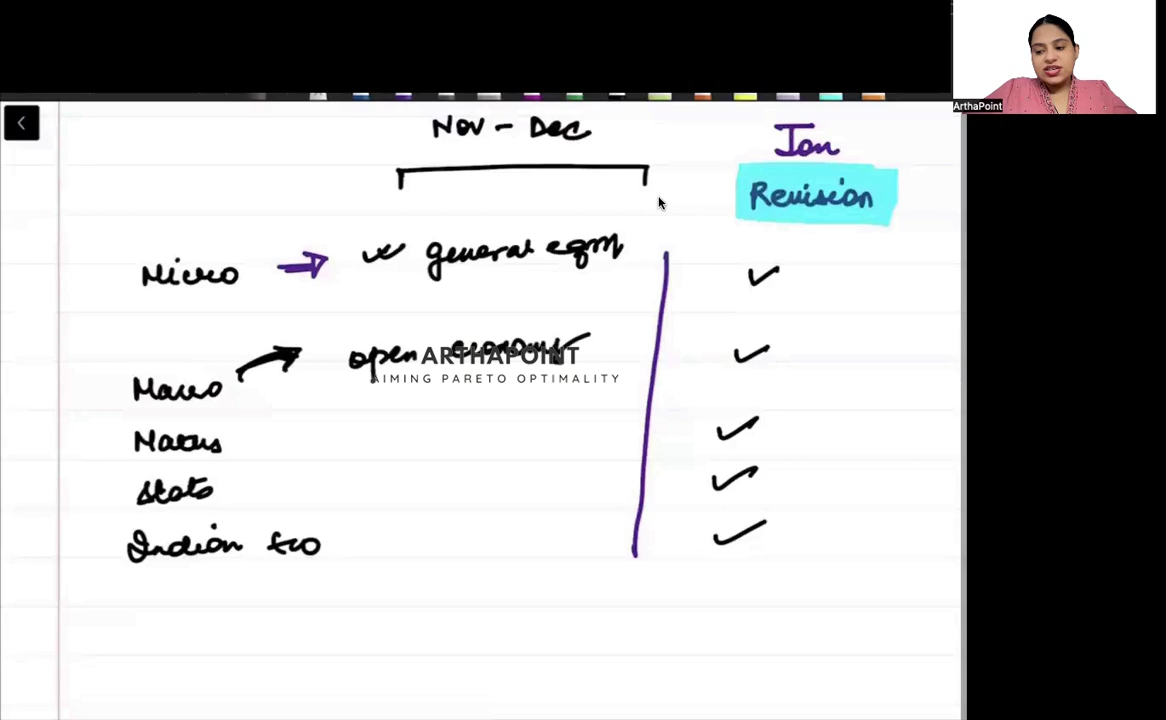 ArthaPoint
Nov - Dec
Jan
Revision
Micro → general eqm
Macro → open economy
ARTHAPOINT
AIMING PARETO OPTIMALITY
Maths
Stats
Indian Eco